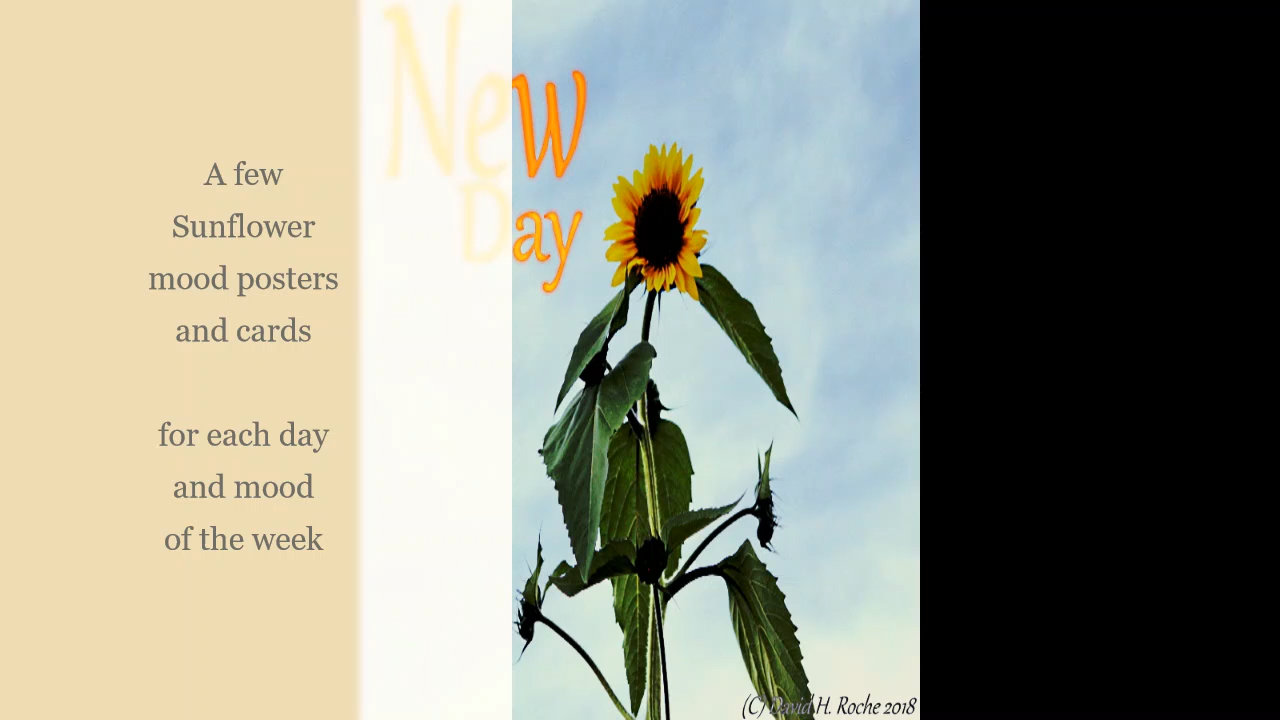 A few
Sunflower
mood posters
and cards
for each day
and mood
of the week
New
Day
(C) David H. Roche 2018